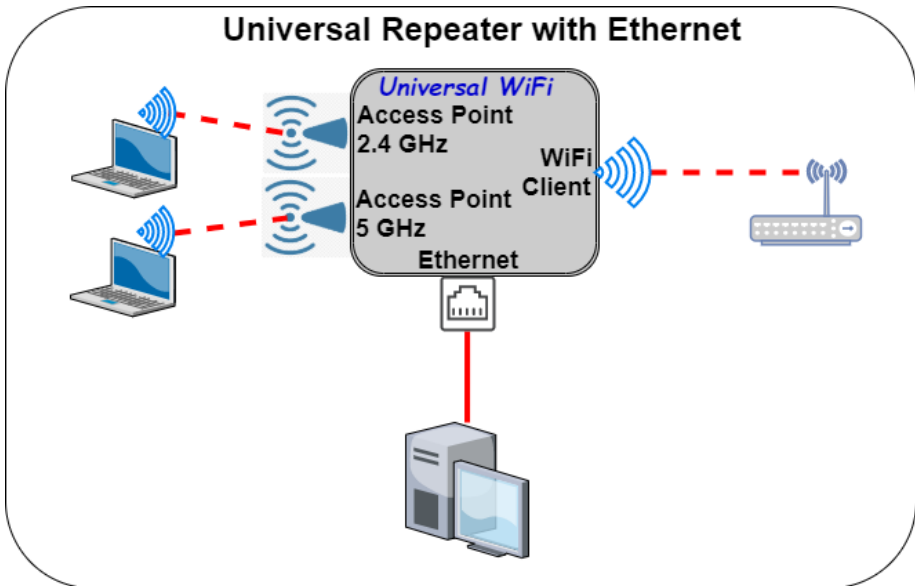 Universal Repeater with Ethernet
Universal WiFi
Access Point
2.4 GHz
WiFi
Client
Access Point
5 GHz
Ethernet